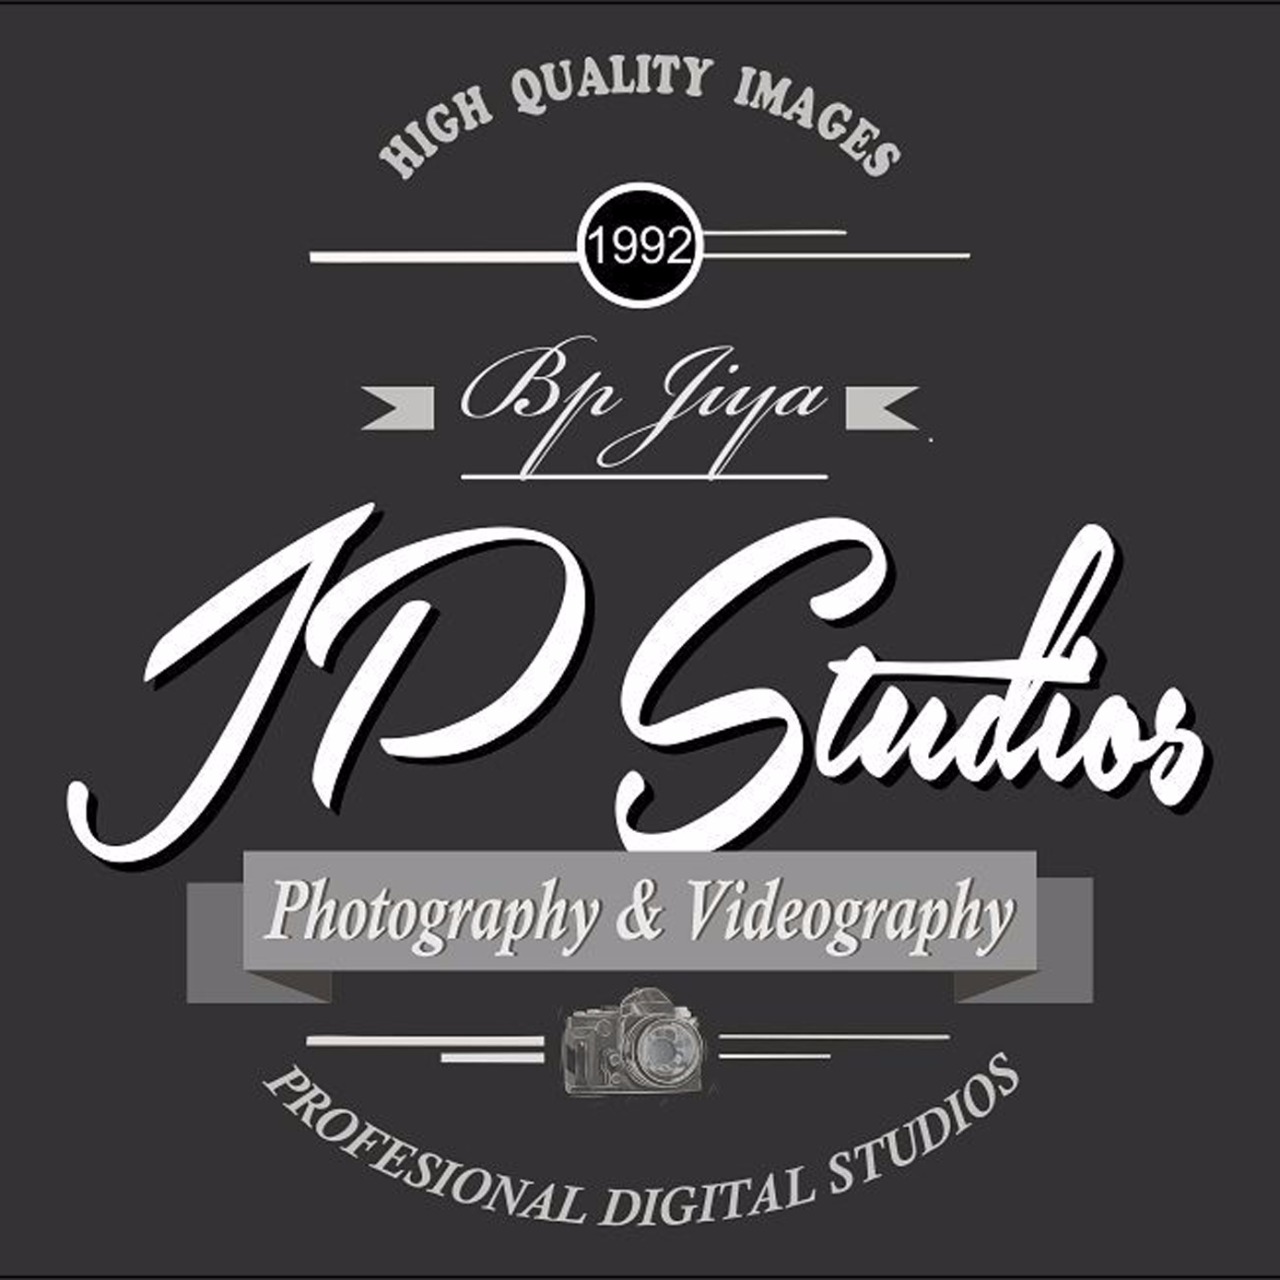 HIGH QUALITY IMAGES
1992
Bp Jiya
JP Studios
Photography & Videography
PROFESIONAL DIGITAL STUDIOS